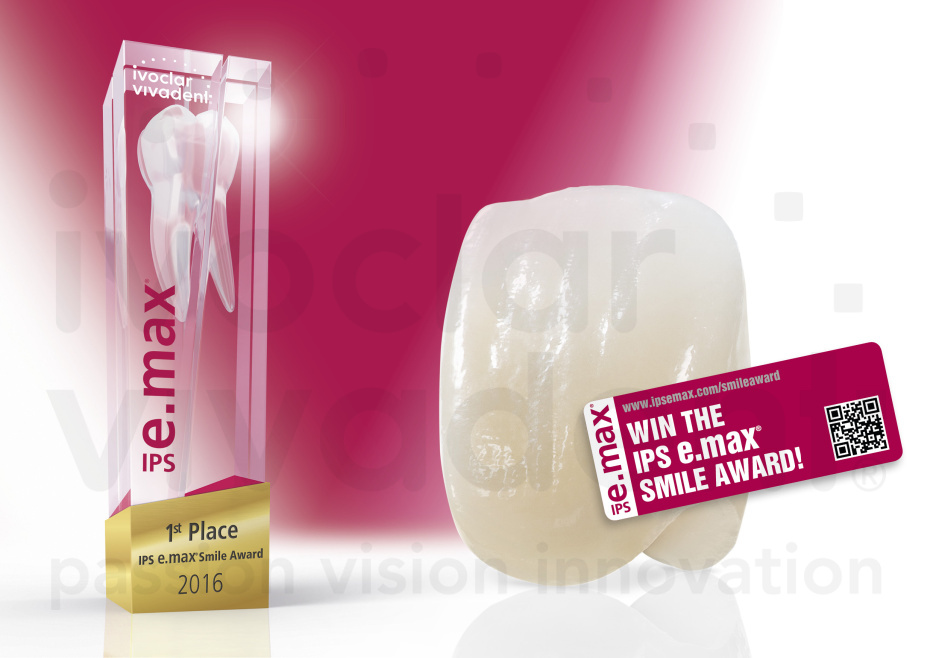 ivoclar
vivadent:
IPS e.max®
1st Place
IPS e.max® Smile Award
2016
www.ipsemax.com/smileaward
IPS e.max®
WIN THE
IPS e.max®
SMILE AWARD!
ivoclar
vivadent®
passion vision innovation